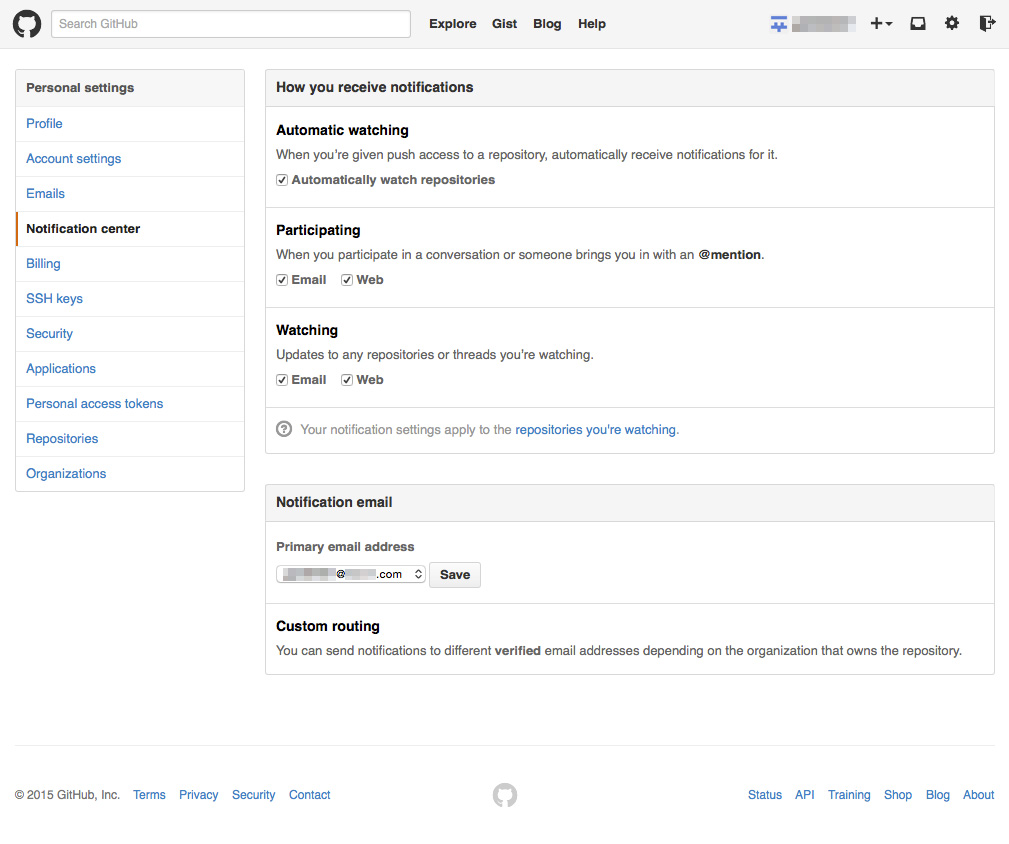 Search GitHub
Explore Gist Blog Help
Personal settings
Profile
Account settings
Emails
Notification center
Billing
SSH keys
Security
Applications
Personal access tokens
Repositories
Organizations
How you receive notifications
Automatic watching
When you're given push access to a repository, automatically receive notifications for it.
Automatically watch repositories
Participating
When you participate in a conversation or someone brings you in with an @mention.
Email Web
Watching
Updates to any repositories or threads you're watching.
Email Web
Your notification settings apply to the repositories you're watching.
Notification email
Primary email address
@ .com Save
Custom routing
You can send notifications to different verified email addresses depending on the organization that owns the repository.
© 2015 GitHub, Inc. Terms Privacy Security Contact
Status API Training Shop Blog About